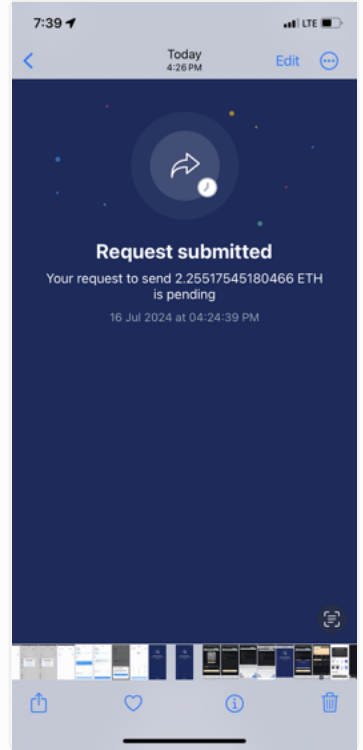 7:39
LTE
Today
4:26 PM
Edit
Request submitted
Your request to send 2.25517545180466 ETH
is pending
16 Jul 2024 at 04:24:39 PM